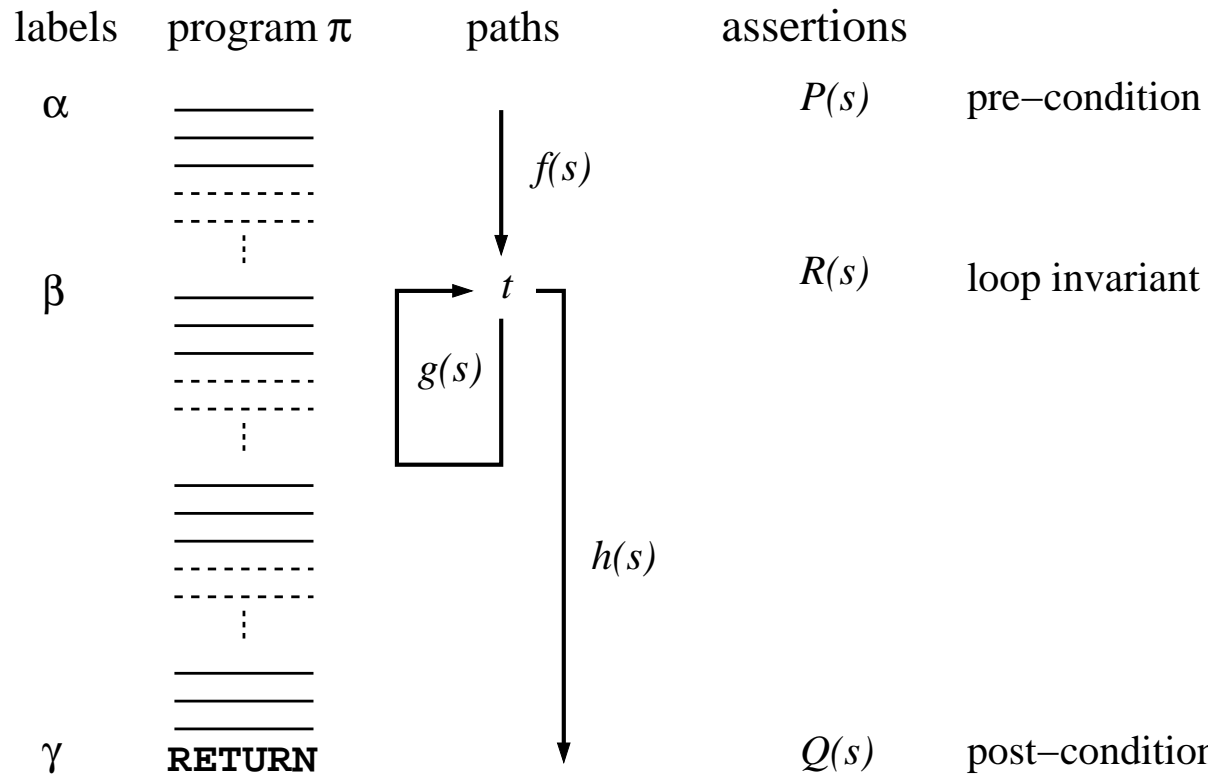 labels program π paths assertions
α P(s) pre−condition
f(s)
β t R(s) loop invariant
g(s)
h(s)
γ RETURN Q(s) post−condition